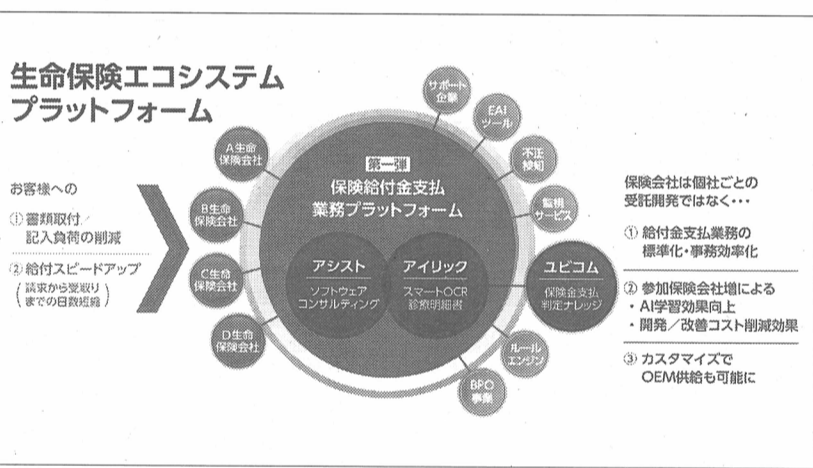 生命保険エコシステム
プラットフォーム
お客様への
① 書類取付/
記入負荷の削減
② 給付スピードアップ
(請求から受取り
までの日数短縮)
A生命
保険会社
B生命
保険会社
C生命
保険会社
D生命
保険会社
第一弾
保険給付金支払
業務プラットフォーム
アシスト
ソフトウェア
コンサルティング
アイリック
スマートOCR
診療明細書
ユビコム
保険金支払
判定ナレッジ
サポート
企業
EAI
ツール
不正
検知
監視
サービス
ルール
エンジン
BPO
事業
保険会社は個社ごとの
受託開発ではなく・・・
① 給付金支払業務の
標準化・事務効率化
② 参加保険会社増による
・AI学習効果向上
・開発/改善コスト削減効果
③ カスタマイズで
OEM供給も可能に